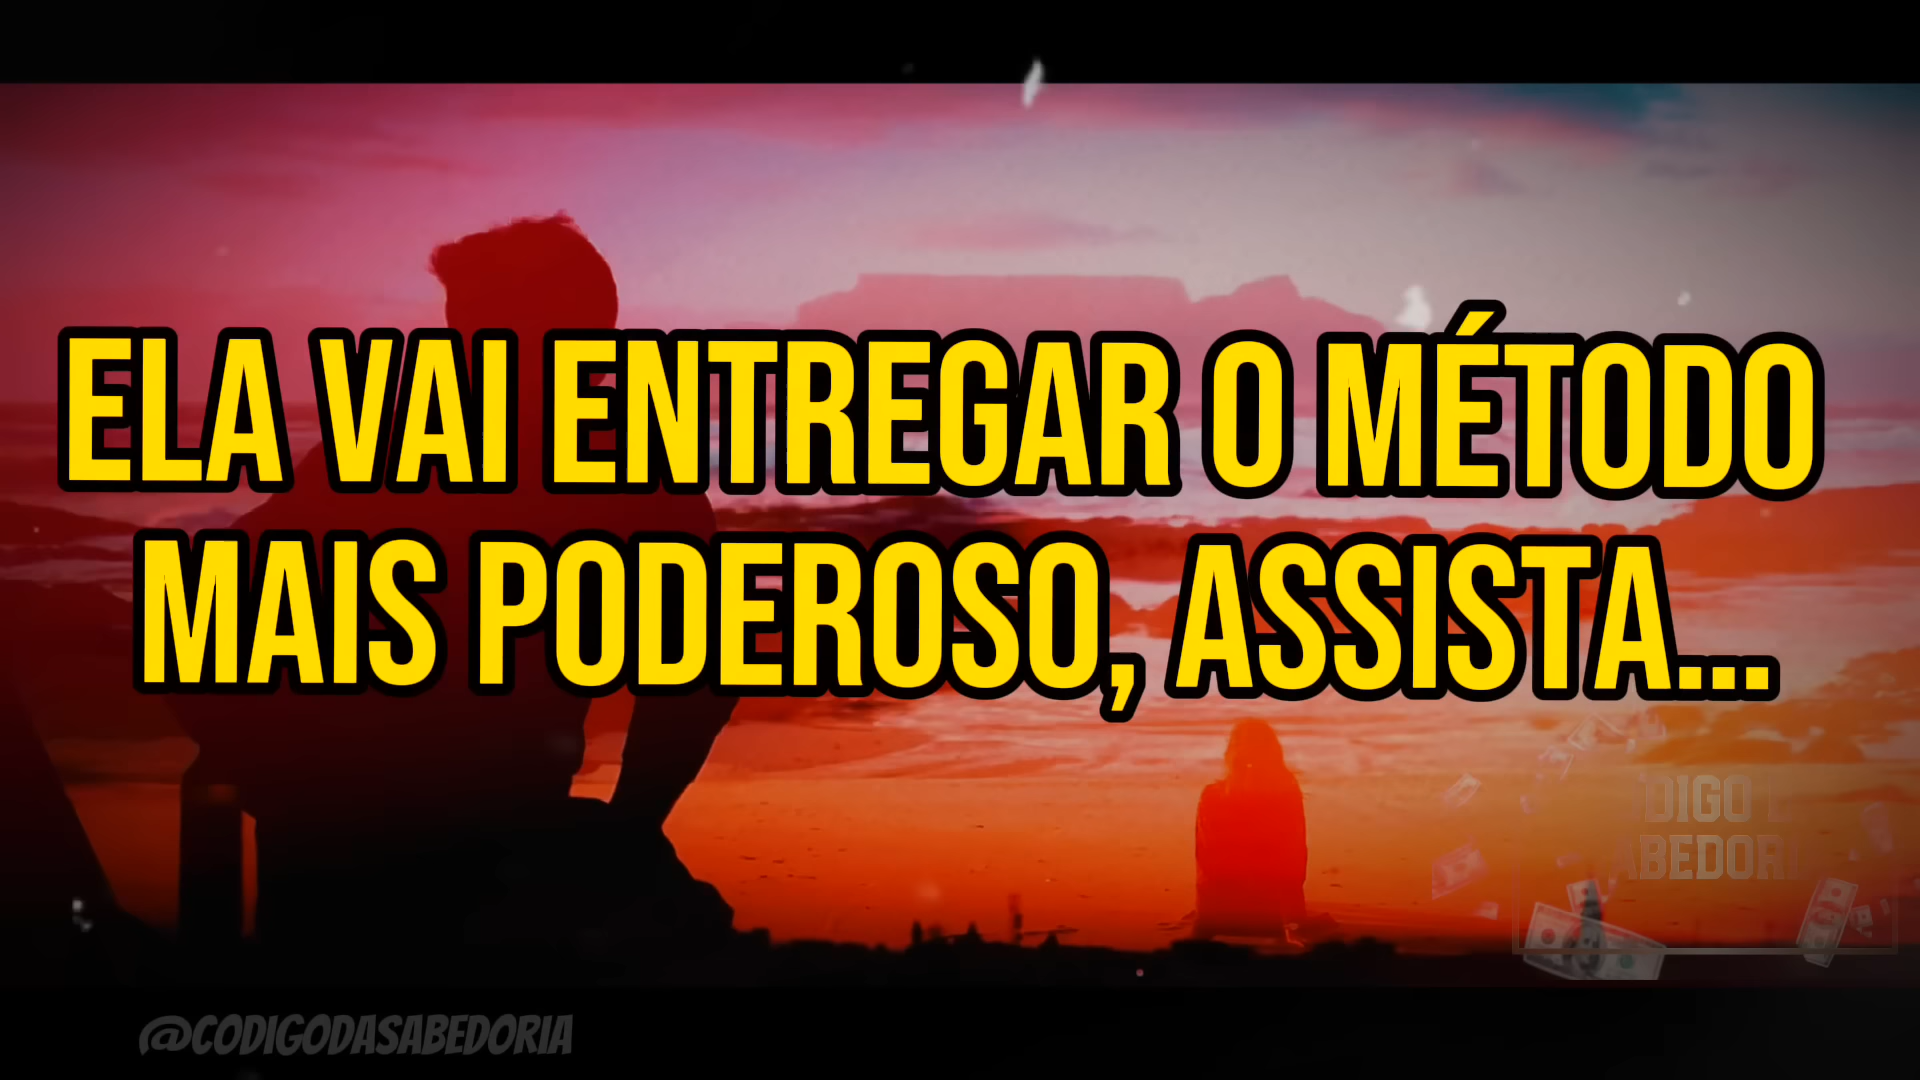 ELA VAI ENTREGAR O MÉTODO
MAIS PODEROSO, ASSISTA...
@CODIGODASABEDORIA